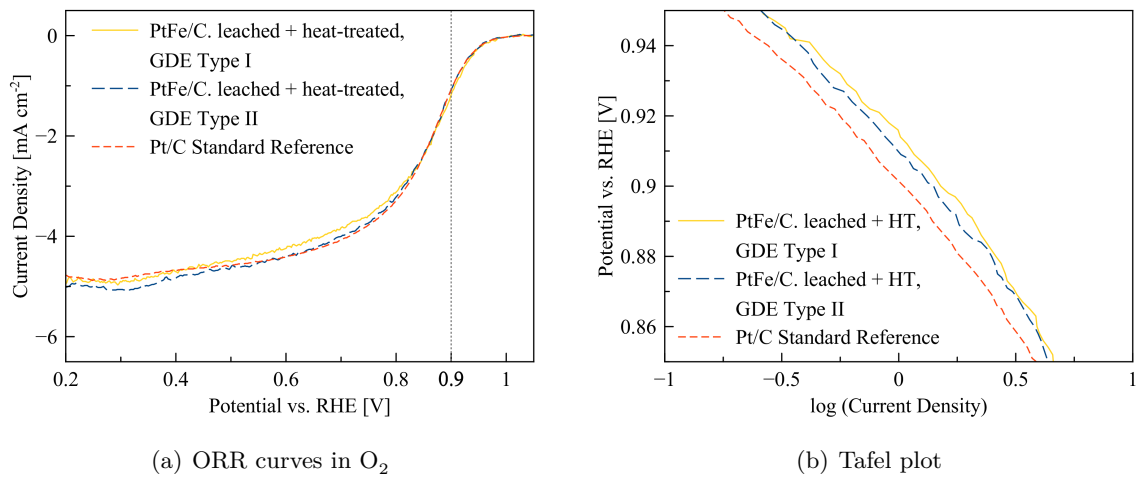 PtFe/C. leached + heat-treated,
GDE Type I
PtFe/C. leached + heat-treated,
GDE Type II
Pt/C Standard Reference
Current Density [mA cm-2]
0
−2
−4
−6
0.2
0.4
0.6
0.8
0.9
1
Potential vs. RHE [V]
(a) ORR curves in O2
Potential vs. RHE [V]
0.94
0.92
0.9
0.88
0.86
PtFe/C. leached + HT,
GDE Type I
PtFe/C. leached + HT,
GDE Type II
Pt/C Standard Reference
−1
−0.5
0
0.5
1
log (Current Density)
(b) Tafel plot